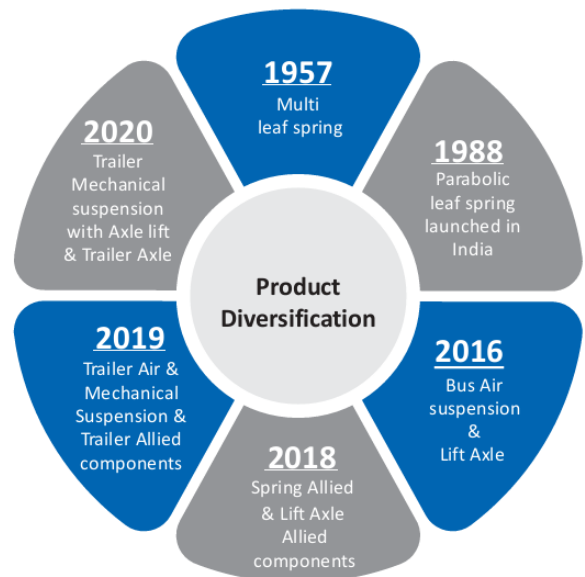 1957
Multi
leaf spring
1988
Parabolic
leaf spring
launched in
India
2016
Bus Air
suspension
&
Lift Axle
2018
Spring Allied
& Lift Axle
Allied
components
2019
Trailer Air &
Mechanical
Suspension &
Trailer Allied
components
2020
Trailer
Mechanical
suspension
with Axle lift
& Trailer Axle
Product
Diversification